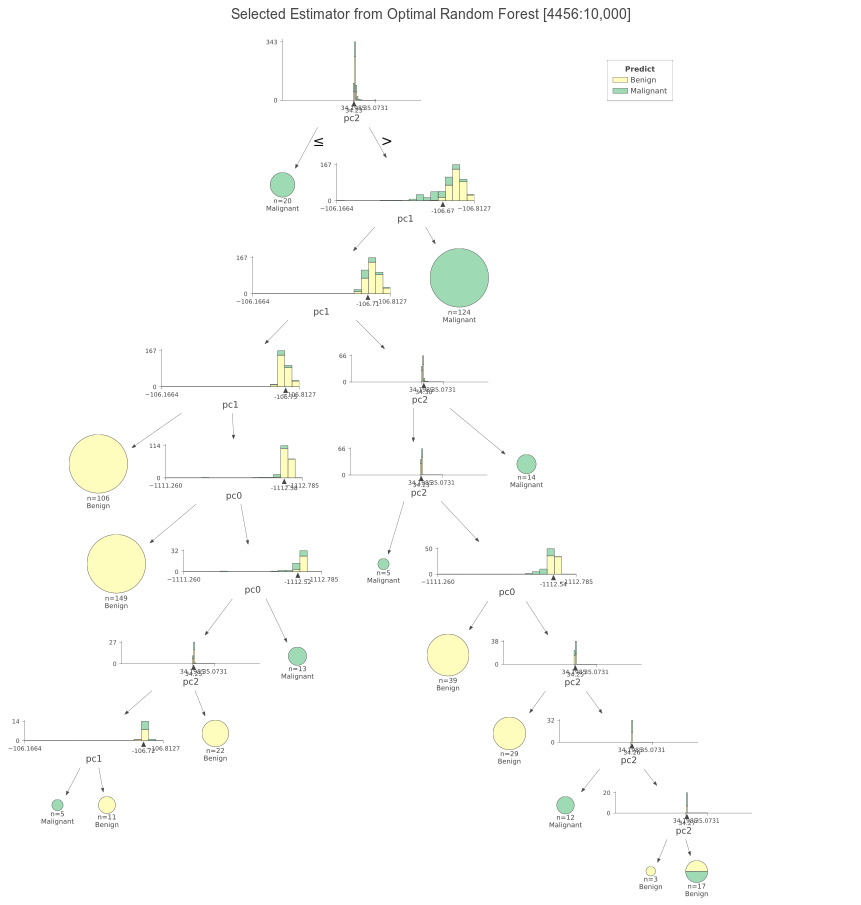 Selected Estimator from Optimal Random Forest [4456:10,000]
343
0
pc2
Predict
Benign
Malignant
≤
>
n=20
Malignant
167
0
−106.1664
-106.67
−106.8127
pc1
167
0
−106.1664
−106.8127
pc1
n=124
Malignant
167
0
−106.1664
−106.8127
pc1
66
0
pc2
n=106
Benign
114
0
−1111.260
−1112.785
pc0
66
0
pc2
n=14
Malignant
n=149
Benign
32
0
−1111.260
-1112.52
−1112.785
pc0
n=5
Malignant
50
0
−1111.260
-1112.54
−1112.785
pc0
27
0
pc2
n=13
Malignant
n=39
Benign
38
0
pc2
14
0
−106.1664
−106.8127
pc1
n=22
Benign
n=29
Benign
32
0
pc2
n=5
Malignant
n=11
Benign
n=12
Malignant
20
0
pc2
n=3
Benign
n=17
Benign